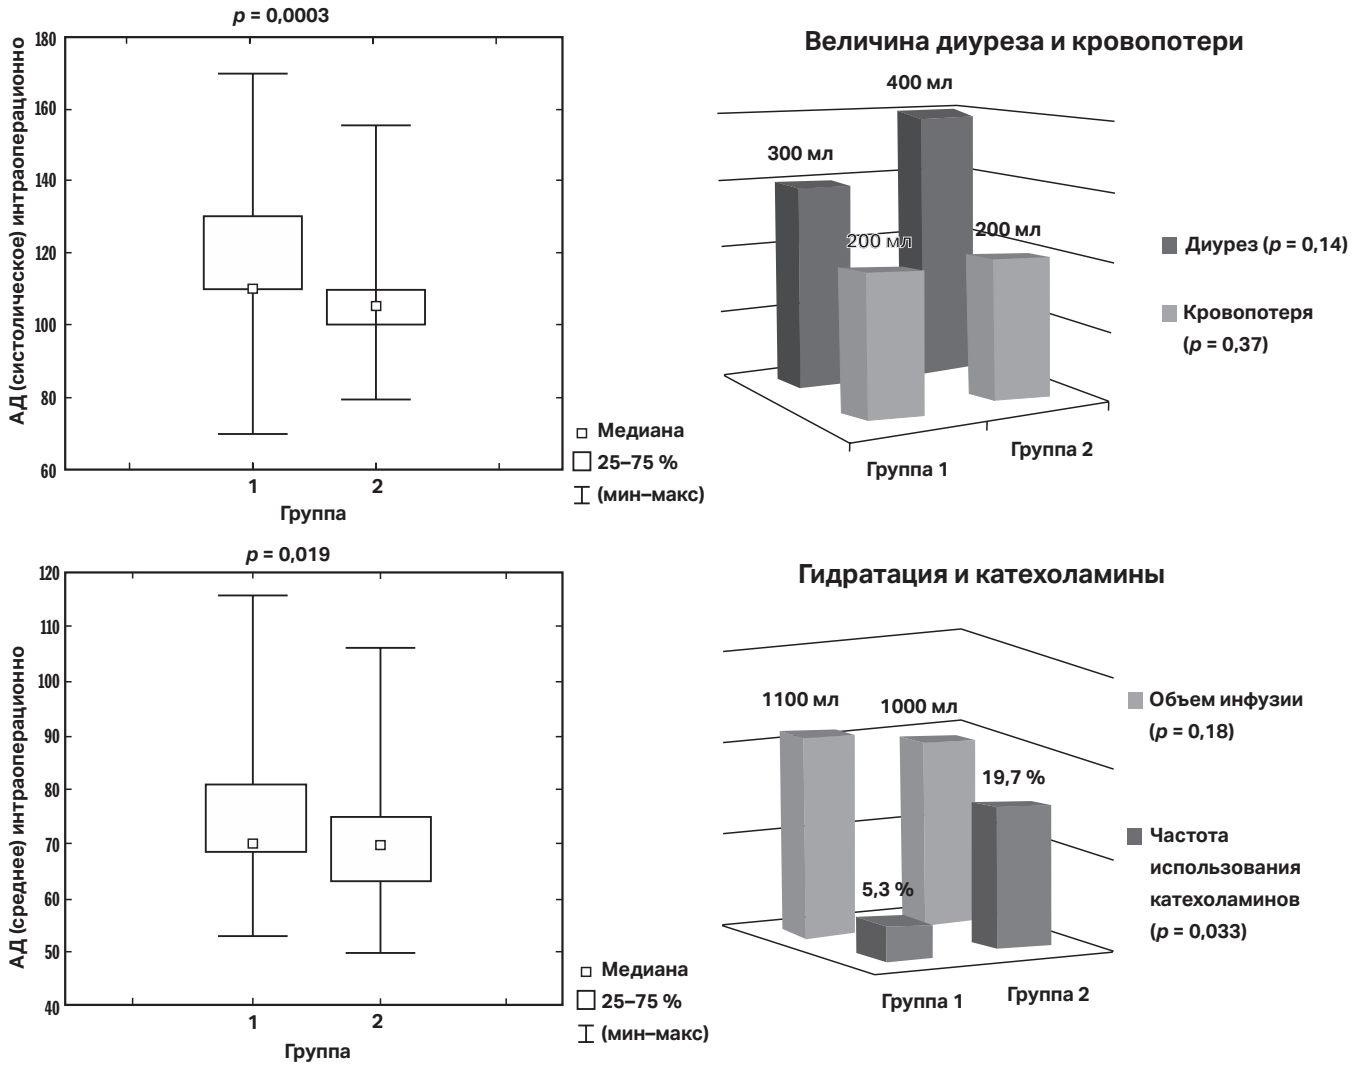 p = 0,0003
АД (систолическое) интраоперационно
180
160
140
120
100
80
60
1
2
Группа
Медиана
25–75 %
(мин–макс)
Величина диуреза и кровопотери
400 мл
300 мл
200 мл
200 мл
Диурез (p = 0,14)
Кровопотеря
(p = 0,37)
Группа 1
Группа 2
p = 0,019
АД (среднее) интраоперационно
120
110
100
90
80
70
60
50
40
1
2
Группа
Медиана
25–75 %
(мин–макс)
Гидратация и катехоламины
1100 мл
1000 мл
19,7 %
5,3 %
Объем инфузии
(p = 0,18)
Частота
использования
катехоламинов
(p = 0,033)
Группа 1
Группа 2